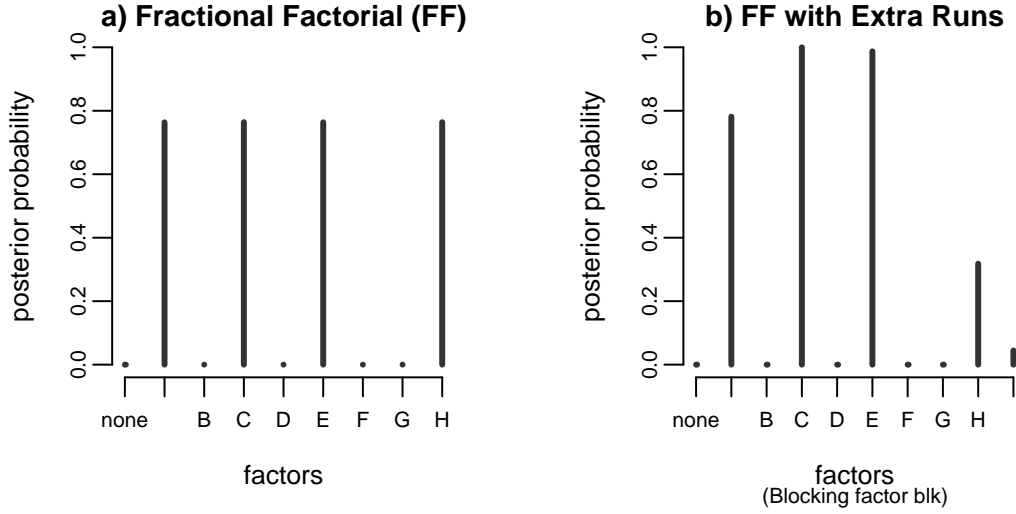 a) Fractional Factorial (FF)
posterior probability
0.0 0.2 0.4 0.6 0.8 1.0
none B C D E F G H
factors
b) FF with Extra Runs
posterior probability
0.0 0.2 0.4 0.6 0.8 1.0
none B C D E F G H
factors
(Blocking factor blk)